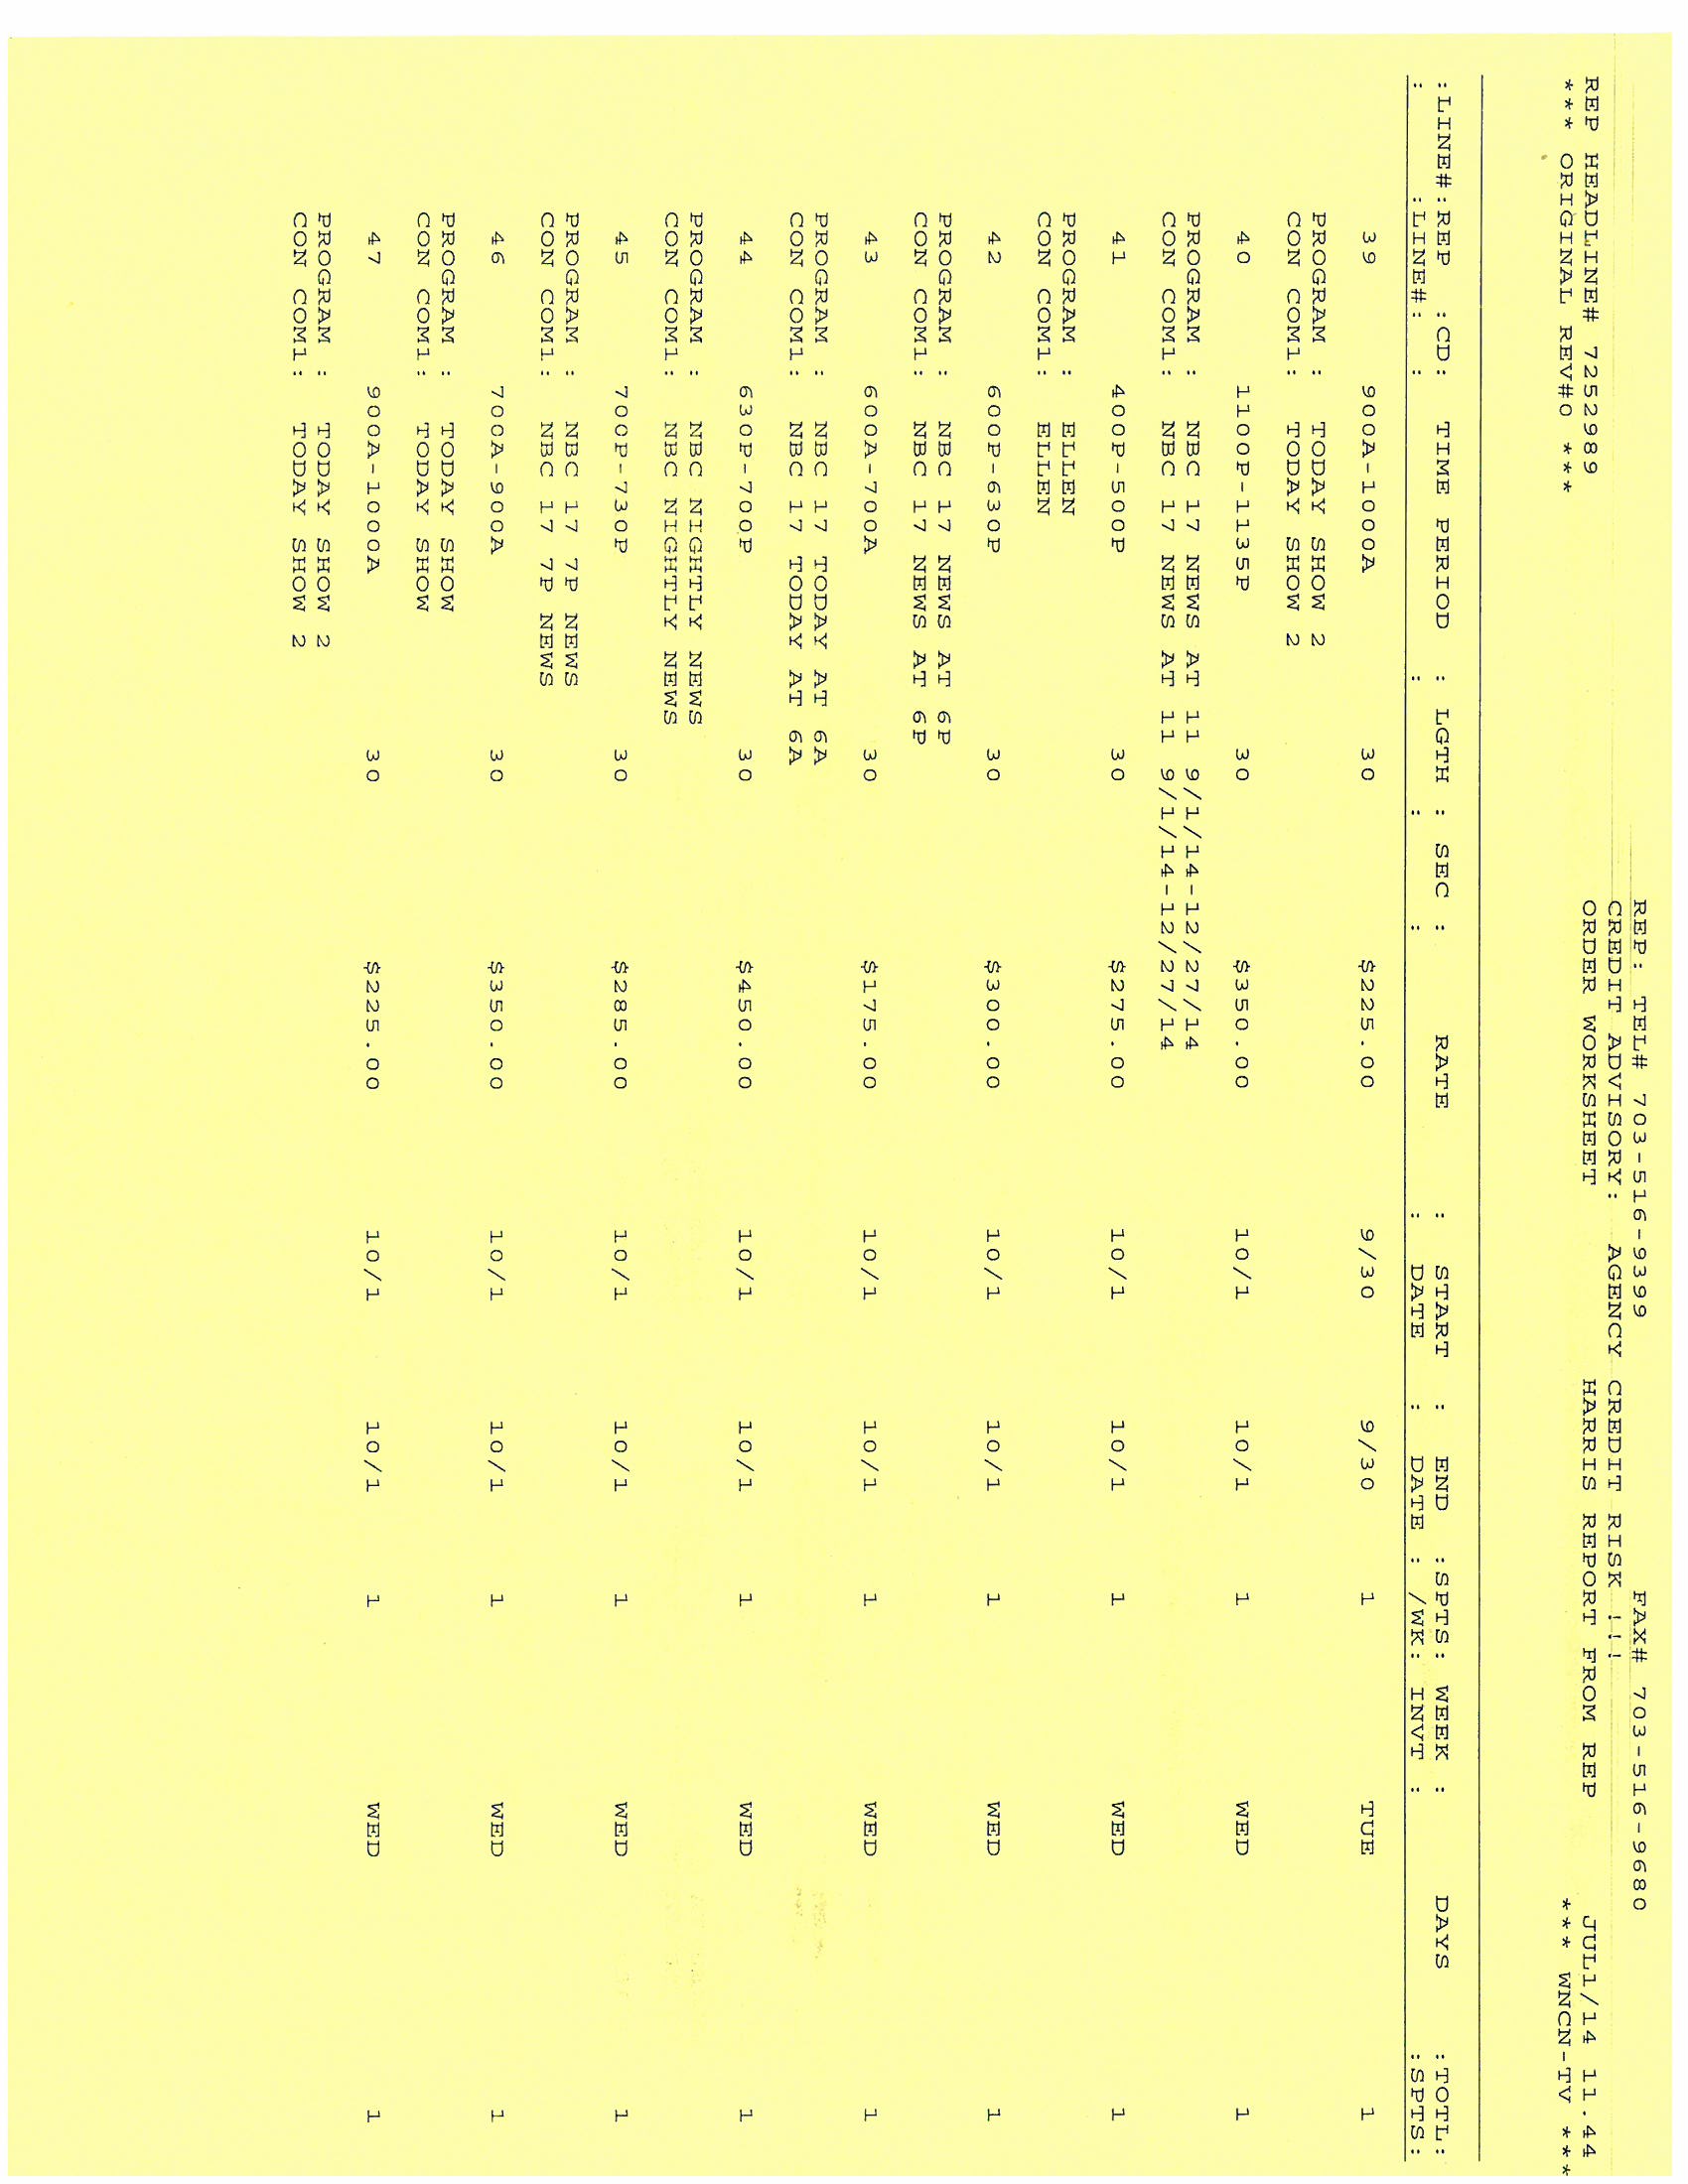 REP: TEL# 703-516-9399 FAX# 703-516-9680
CREDIT ADVISORY: AGENCY CREDIT RISK !!!
REP HEADLINE# 7252989 ORDER WORKSHEET HARRIS REPORT FROM REP JUL1/14 11.44
*** ORIGINAL REV#0 *** *** WNCN-TV ***
:LINE#:REP :CD: TIME PERIOD : LGTH : SEC : RATE : START : END :SPTS: WEEK : DAYS :TOTL:
: :LINE#: : : : : DATE : DATE : /WK: INVT : :SPTS:
39 900A-1000A 30 $225.00 9/30 9/30 1 TUE 1
PROGRAM : TODAY SHOW 2
CON COM1: TODAY SHOW 2
40 1100P-1135P 30 $350.00 10/1 10/1 1 WED 1
PROGRAM : NBC 17 NEWS AT 11 9/1/14-12/27/14
CON COM1: NBC 17 NEWS AT 11 9/1/14-12/27/14
41 400P-500P 30 $275.00 10/1 10/1 1 WED 1
PROGRAM : ELLEN
CON COM1: ELLEN
42 600P-630P 30 $300.00 10/1 10/1 1 WED 1
PROGRAM : NBC 17 NEWS AT 6P
CON COM1: NBC 17 NEWS AT 6P
43 600A-700A 30 $175.00 10/1 10/1 1 WED 1
PROGRAM : NBC 17 TODAY AT 6A
CON COM1: NBC 17 TODAY AT 6A
44 630P-700P 30 $450.00 10/1 10/1 1 WED 1
PROGRAM : NBC NIGHTLY NEWS
CON COM1: NBC NIGHTLY NEWS
45 700P-730P 30 $285.00 10/1 10/1 1 WED 1
PROGRAM : NBC 17 7P NEWS
CON COM1: NBC 17 7P NEWS
46 700A-900A 30 $350.00 10/1 10/1 1 WED 1
PROGRAM : TODAY SHOW
CON COM1: TODAY SHOW
47 900A-1000A 30 $225.00 10/1 10/1 1 WED 1
PROGRAM : TODAY SHOW 2
CON COM1: TODAY SHOW 2